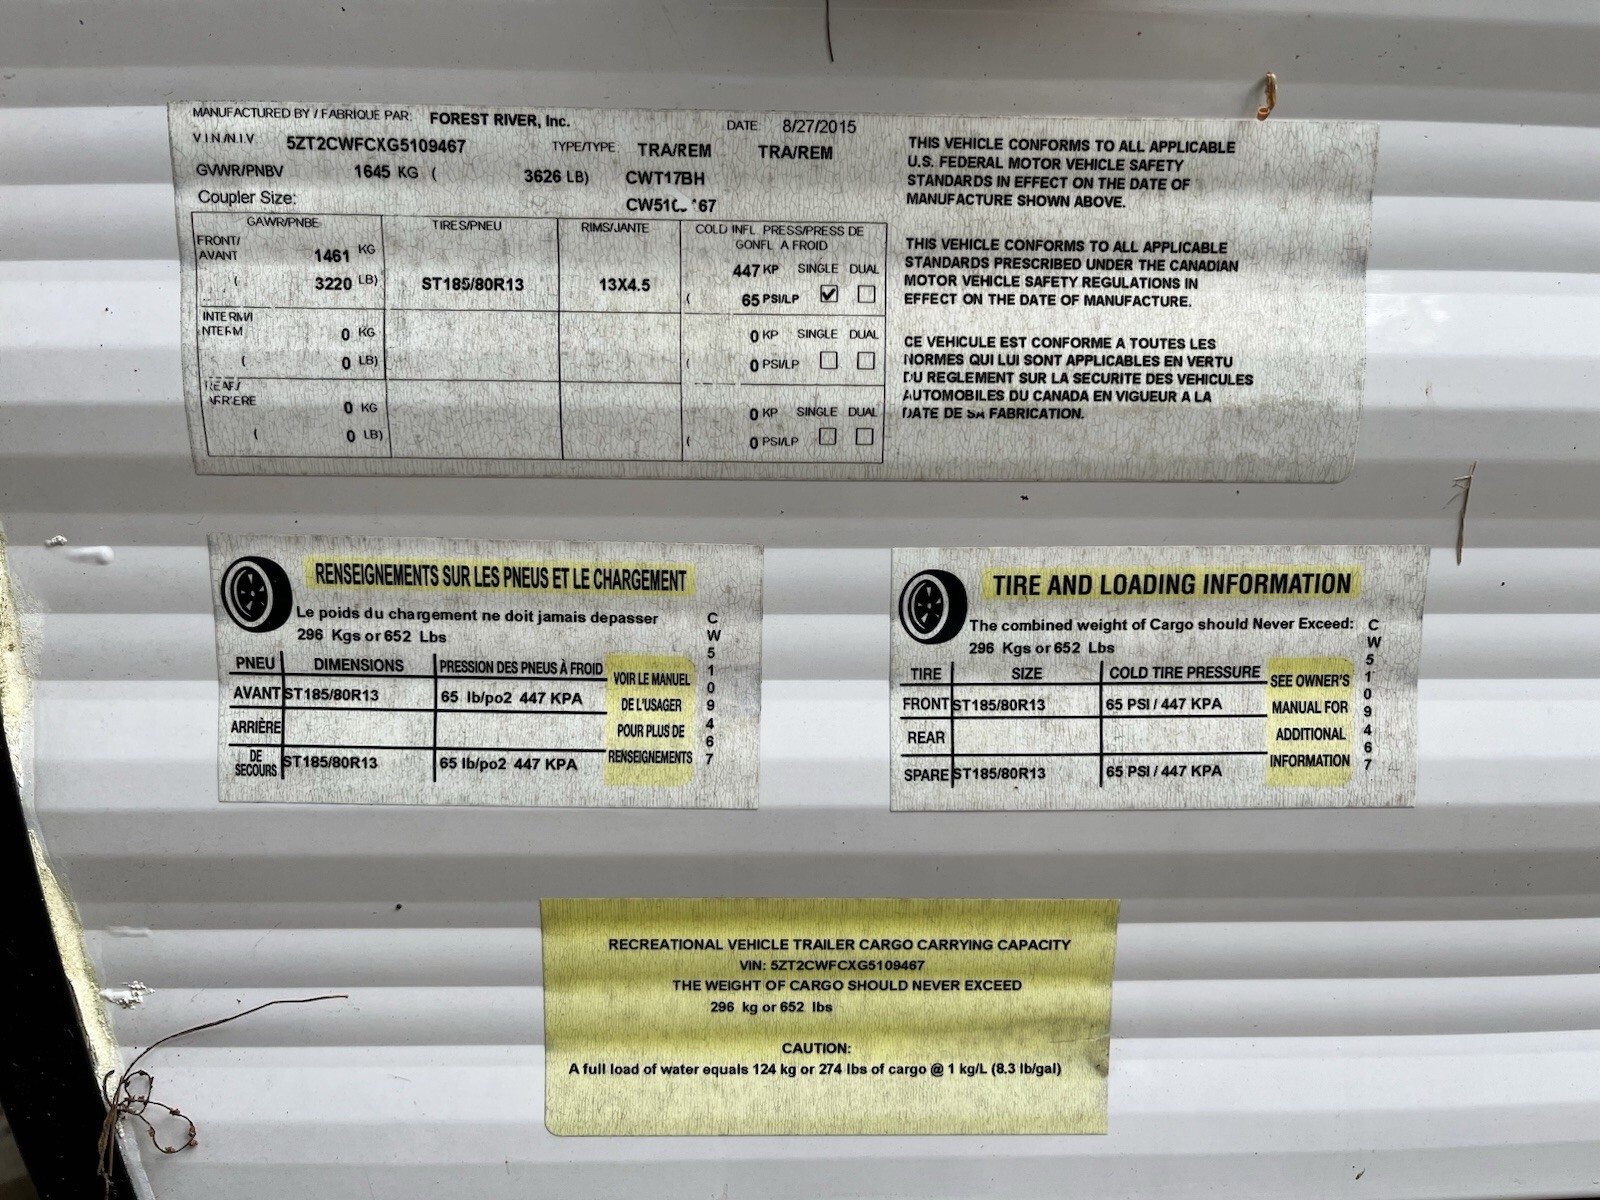 MANUFACTURED BY / FABRIQUE PAR: FOREST RIVER, Inc. DATE 8/27/2015
V.I.N./N.I.V 5ZT2CWFCXG5109467 TYPE/TYPE TRA/REM TRA/REM
GVWR/PNBV 1645 KG ( 3626 LB) CWT17BH
Coupler Size:
GAWR/PNBE TIRES/PNEU RIMS/JANTE COLD INFL PRESS/PRESS DE
GONFL A FROID
FRONT/
AVANT 1461 KG 447 KP SINGLE DUAL
( 3220 LB) ST185/80R13 13X4.5 ( 65 PSI/LP
INTERM/
INTERM 0 KG 0 KP SINGLE DUAL
( 0 LB) ( 0 PSI/LP
REAR/
ARRIERE 0 KG 0 KP SINGLE DUAL
( 0 LB) ( 0 PSI/LP
THIS VEHICLE CONFORMS TO ALL APPLICABLE
U.S. FEDERAL MOTOR VEHICLE SAFETY
STANDARDS IN EFFECT ON THE DATE OF
MANUFACTURE SHOWN ABOVE.
THIS VEHICLE CONFORMS TO ALL APPLICABLE
STANDARDS PRESCRIBED UNDER THE CANADIAN
MOTOR VEHICLE SAFETY REGULATIONS IN
EFFECT ON THE DATE OF MANUFACTURE.
CE VEHICULE EST CONFORME A TOUTES LES
NORMES QUI LUI SONT APPLICABLES EN VERTU
DU REGLEMENT SUR LA SECURITE DES VEHICULES
AUTOMOBILES DU CANADA EN VIGUEUR A LA
DATE DE SA FABRICATION.
RENSEIGNEMENTS SUR LES PNEUS ET LE CHARGEMENT
Le poids du chargement ne doit jamais depasser
296 Kgs or 652 Lbs
PNEU DIMENSIONS PRESSION DES PNEUS À FROID
AVANT ST185/80R13 65 lb/po2 447 KPA
ARRIÈRE
DE
SECOURS ST185/80R13 65 lb/po2 447 KPA
VOIR LE MANUEL
DE L'USAGER
POUR PLUS DE
RENSEIGNEMENTS
CW5109467
TIRE AND LOADING INFORMATION
The combined weight of Cargo should Never Exceed:
296 Kgs or 652 Lbs
TIRE SIZE COLD TIRE PRESSURE
FRONT ST185/80R13 65 PSI / 447 KPA
REAR
SPARE ST185/80R13 65 PSI / 447 KPA
SEE OWNER'S
MANUAL FOR
ADDITIONAL
INFORMATION
CW5109467
RECREATIONAL VEHICLE TRAILER CARGO CARRYING CAPACITY
VIN: 5ZT2CWFCXG5109467
THE WEIGHT OF CARGO SHOULD NEVER EXCEED
296 kg or 652 lbs
CAUTION:
A full load of water equals 124 kg or 274 lbs of cargo @ 1 kg/L (8.3 lb/gal)